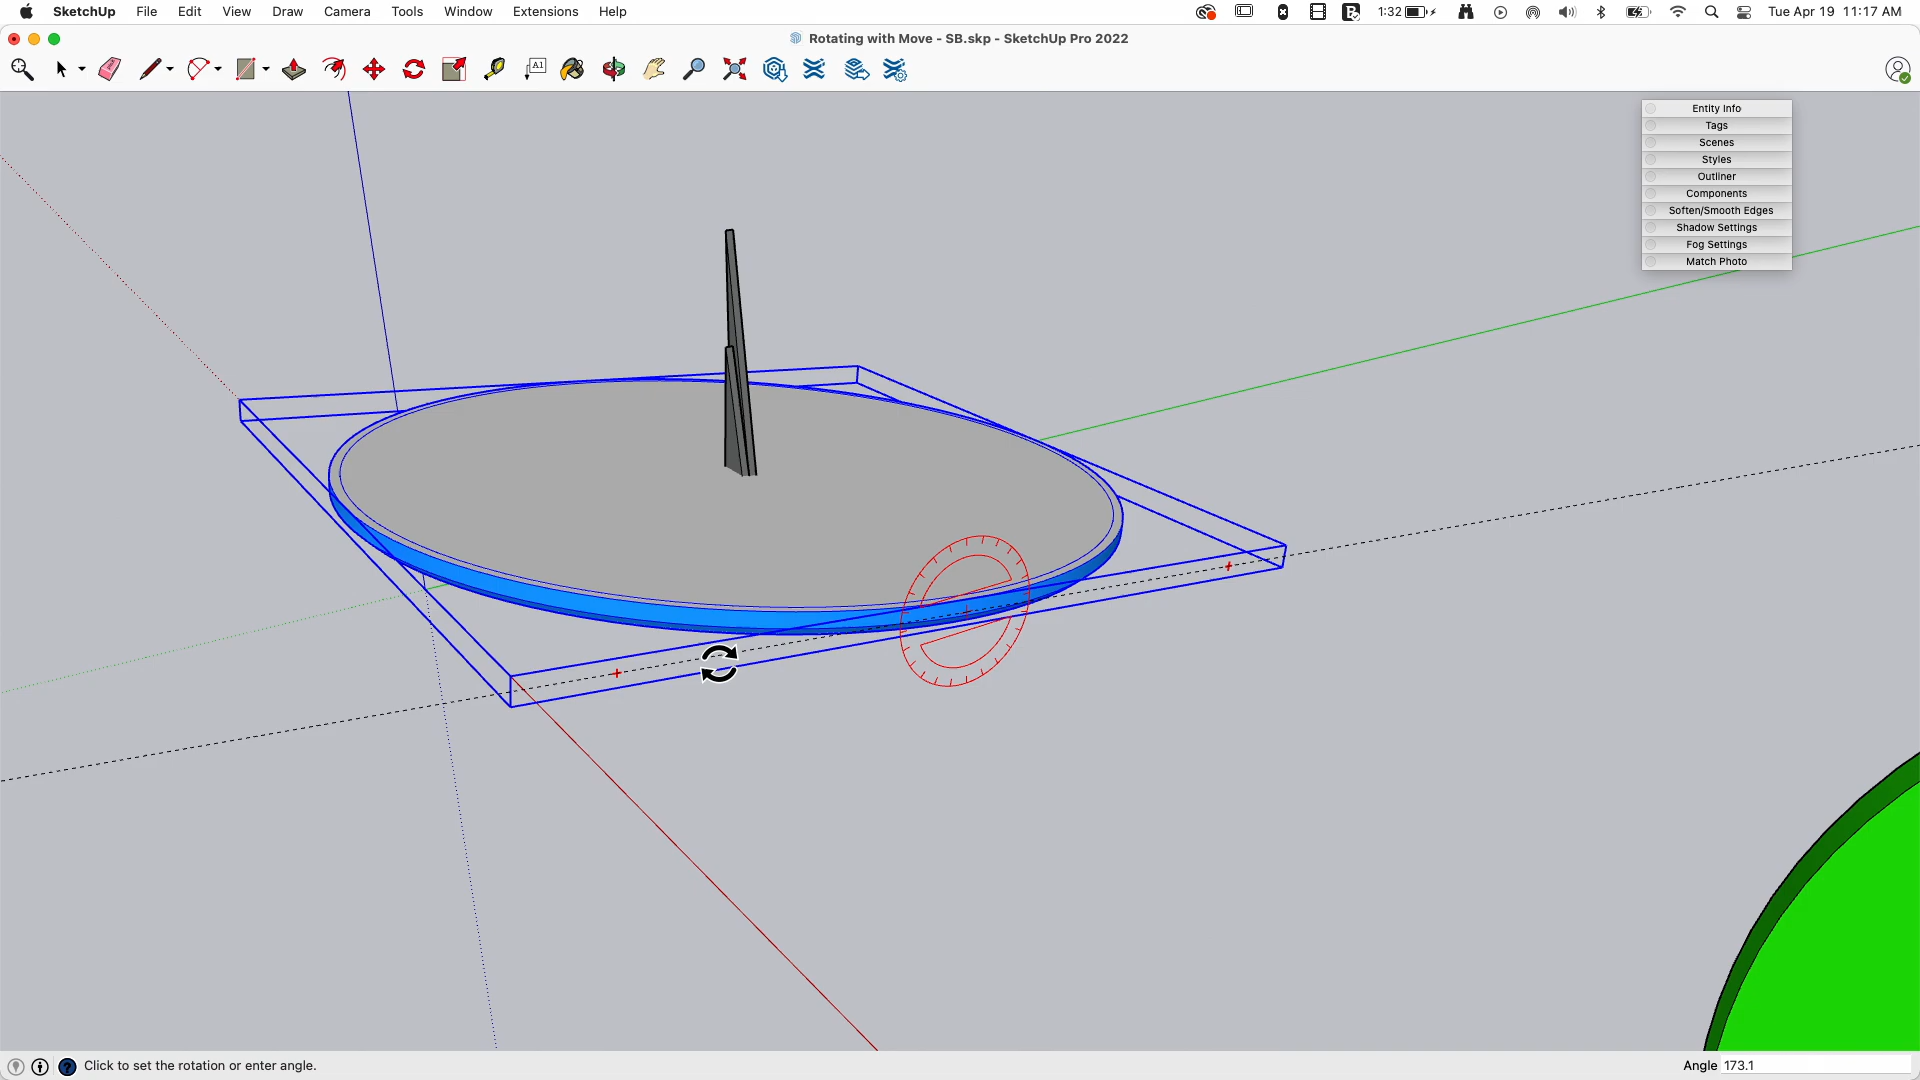 SketchUp File Edit View Draw Camera Tools Window Extensions Help 1:32 Tue Apr 19 11:17 AM
Rotating with Move - SB.skp - SketchUp Pro 2022
A1
Entity Info
Tags
Scenes
Styles
Outliner
Components
Soften/Smooth Edges
Shadow Settings
Fog Settings
Match Photo
Click to set the rotation or enter angle. Angle 173.1